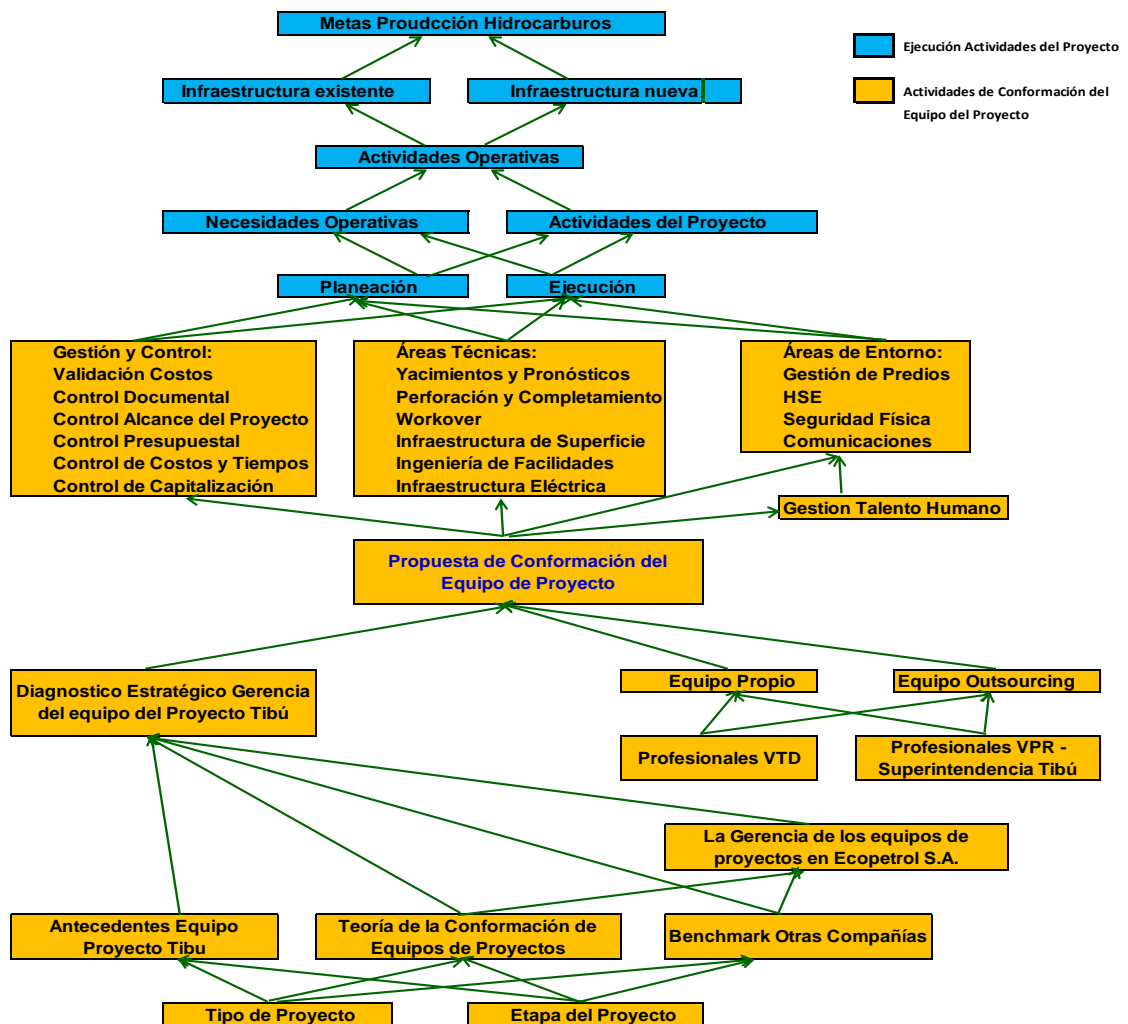 Metas Proudcción Hidrocarburos
Ejecución Actividades del Proyecto
Infraestructura existente
Infraestructura nueva
Actividades de Conformación del
Equipo del Proyecto
Actividades Operativas
Necesidades Operativas
Actividades del Proyecto
Planeación
Ejecución
Gestión y Control:
Validación Costos
Control Documental
Control Alcance del Proyecto
Control Presupuestal
Control de Costos y Tiempos
Control de Capitalización
Áreas Técnicas:
Yacimientos y Pronósticos
Perforación y Completamiento
Workover
Infraestructura de Superficie
Ingeniería de Facilidades
Infraestructura Eléctrica
Áreas de Entorno:
Gestión de Predios
HSE
Seguridad Física
Comunicaciones
Gestion Talento Humano
Propuesta de Conformación del
Equipo de Proyecto
Diagnostico Estratégico Gerencia
del equipo del Proyecto Tibú
Equipo Propio
Equipo Outsourcing
Profesionales VTD
Profesionales VPR -
Superintendencia Tibú
La Gerencia de los equipos de
proyectos en Ecopetrol S.A.
Antecedentes Equipo
Proyecto Tibu
Teoría de la Conformación de
Equipos de Proyectos
Benchmark Otras Compañías
Tipo de Proyecto
Etapa del Proyecto